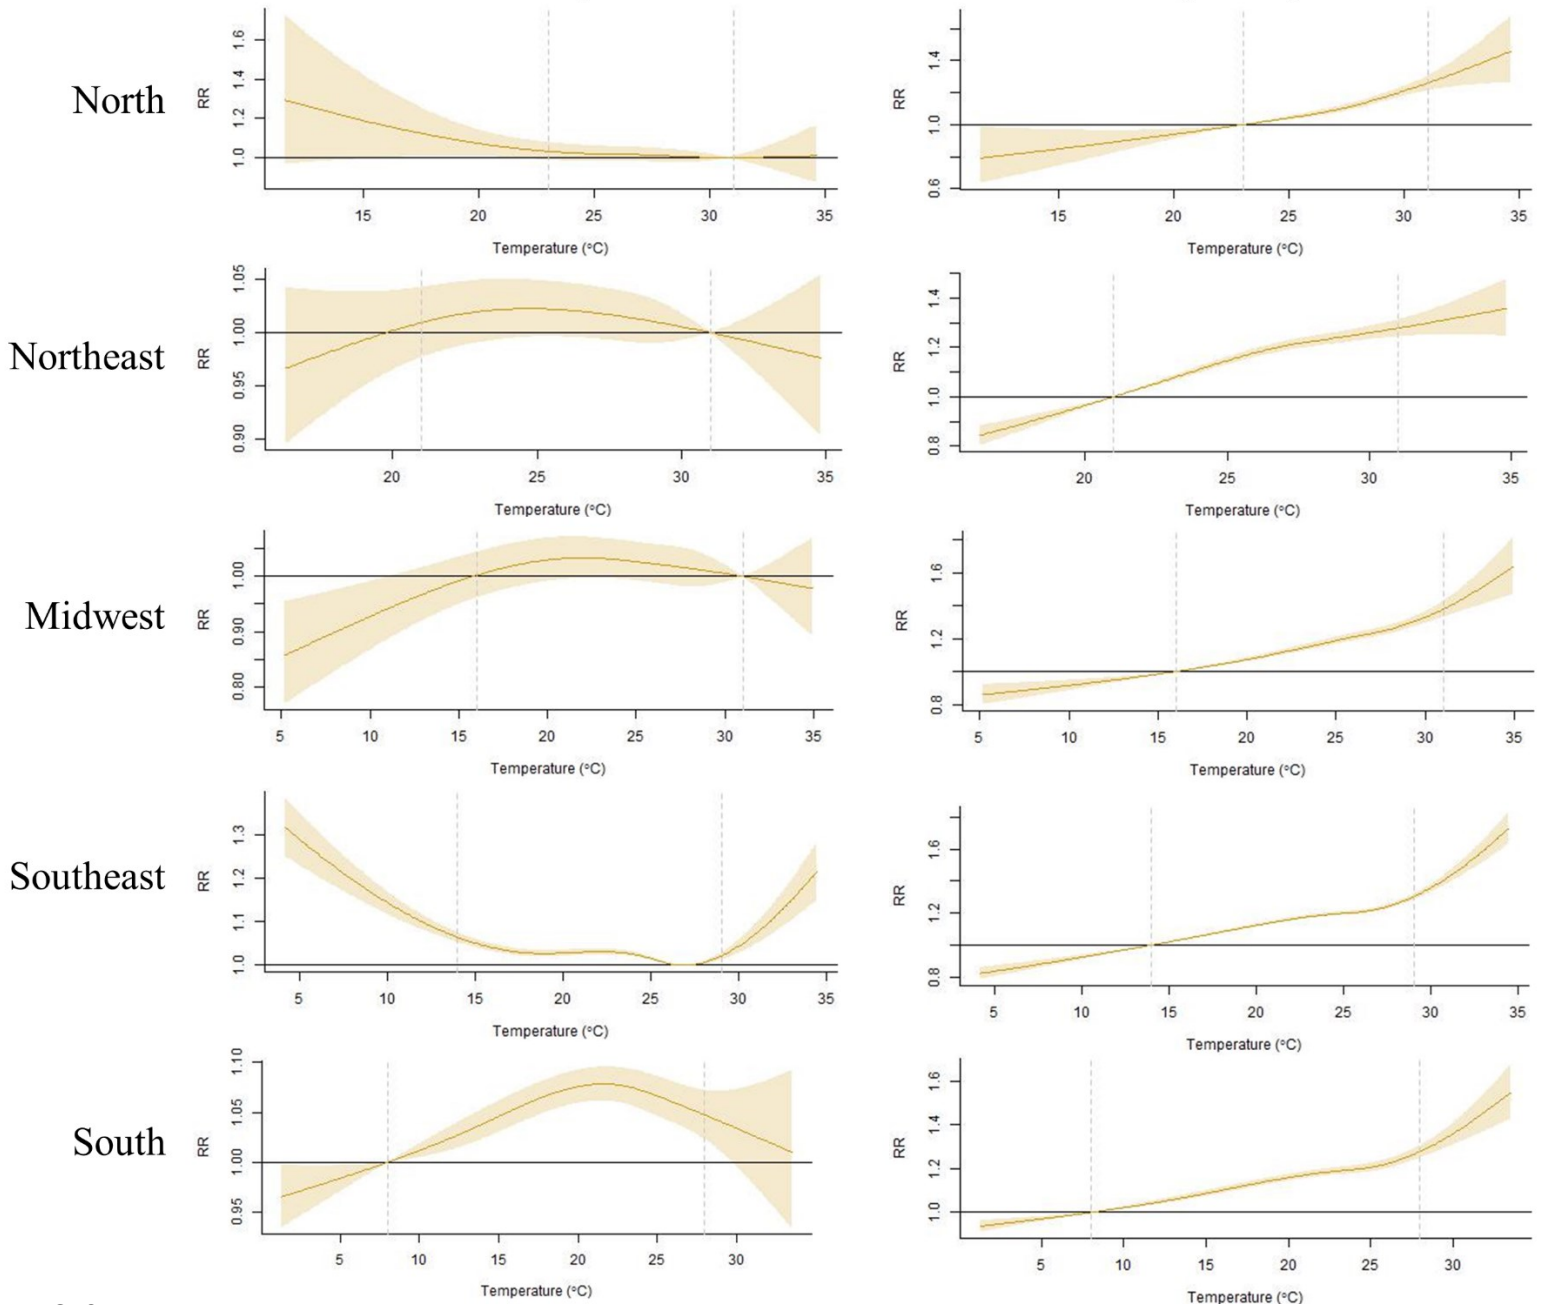 North
RR
1.0 1.2 1.4 1.6
15 20 25 30 35
Temperature (°C)
RR
0.6 1.0 1.4
15 20 25 30 35
Temperature (°C)
Northeast
RR
0.90 0.95 1.00 1.05
20 25 30 35
Temperature (°C)
RR
0.8 1.0 1.2 1.4
20 25 30 35
Temperature (°C)
Midwest
RR
0.80 0.90 1.00
5 10 15 20 25 30 35
Temperature (°C)
RR
0.8 1.2 1.6
5 10 15 20 25 30 35
Temperature (°C)
Southeast
RR
1.0 1.1 1.2 1.3
5 10 15 20 25 30 35
Temperature (°C)
RR
0.8 1.2 1.6
5 10 15 20 25 30 35
Temperature (°C)
South
RR
0.95 1.00 1.05 1.10
5 10 15 20 25 30
Temperature (°C)
RR
1.0 1.2 1.4 1.6
5 10 15 20 25 30
Temperature (°C)